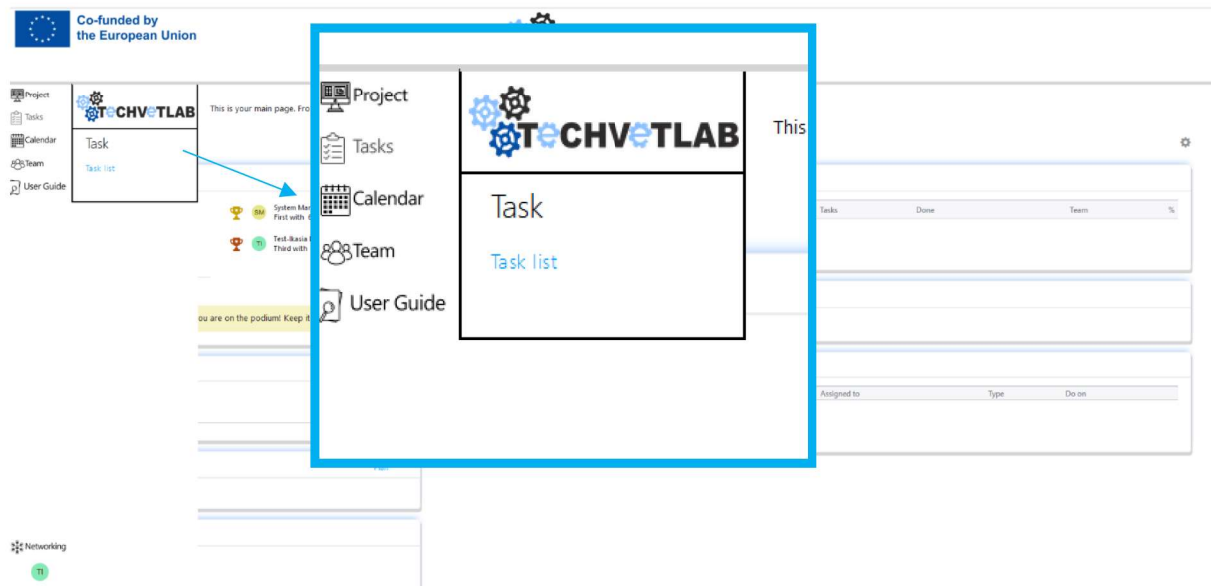 Co-funded by
the European Union
Project
Tasks
Calendar
Team
User Guide
TECHVETLAB
Task
Task list
This is your main page. Fro
SM
System Mar
First with
TI
Test-Ikasia
Third with
ou are on the podium! Keep it
Project
Tasks
Calendar
Team
User Guide
TECHVETLAB
Task
Task list
This
Tasks Done Team %
Assigned to Type Do on
Networking
TI